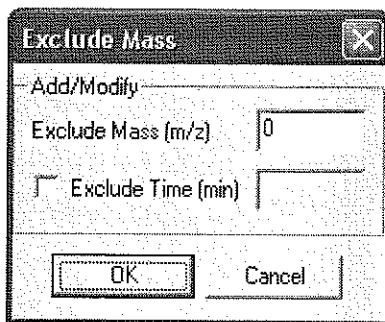 Exclude Mass
Add/Modify
Exclude Mass (m/z) 0
Exclude Time (min)
OK Cancel